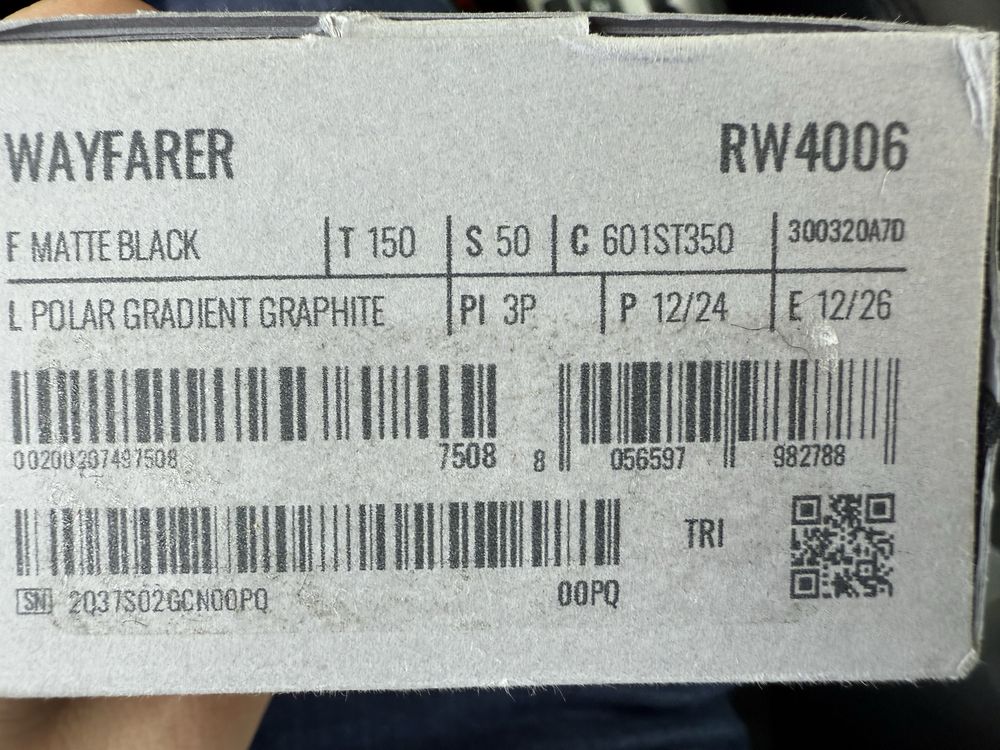 WAYFARER RW4006
F MATTE BLACK T 150 S 50 C 601ST350 300320A7D
L POLAR GRADIENT GRAPHITE PI 3P P 12/24 E 12/26
00200207497508 7508 8 056597 982788
TRI
SN 2Q37S02GCN00PQ 00PQ